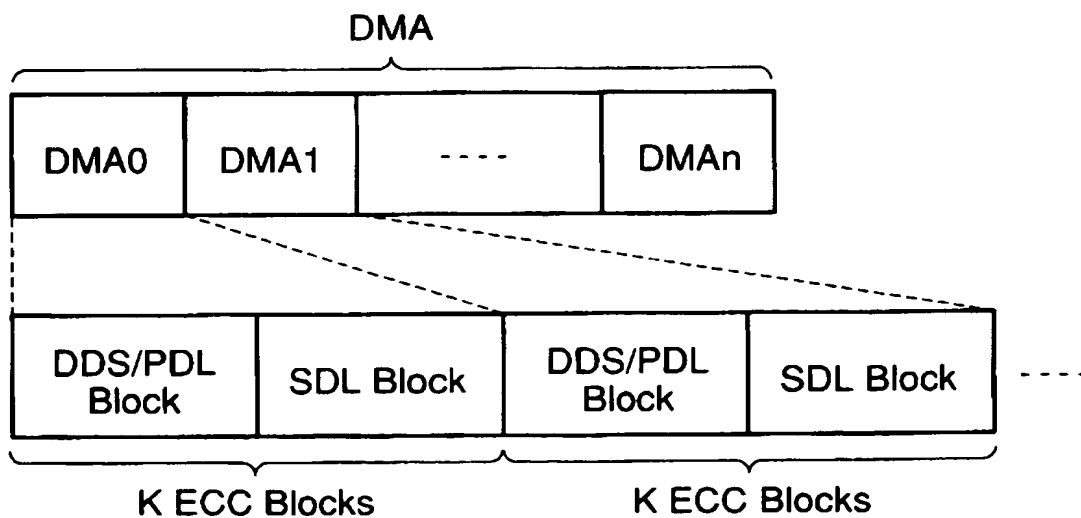 DMA
DMA0 DMA1 ---- DMAn
DDS/PDL Block SDL Block DDS/PDL Block SDL Block ----
K ECC Blocks K ECC Blocks